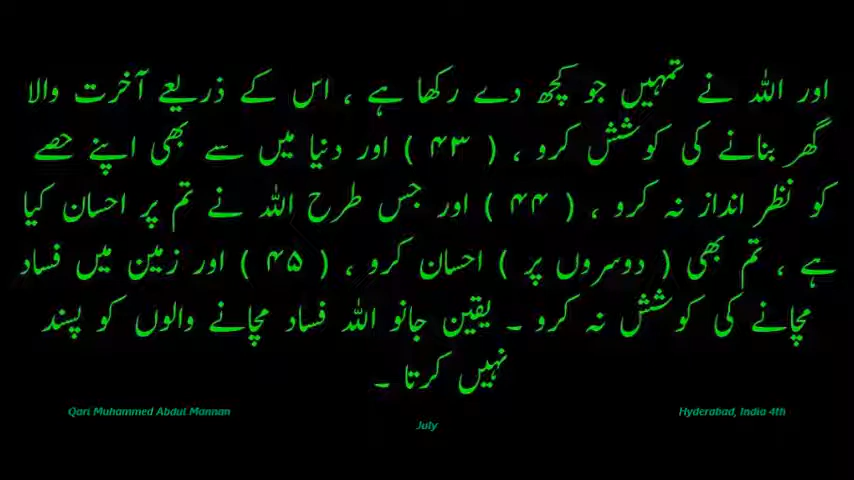 اور اللہ نے تمہیں جو کچھ دے رکھا ہے ، اس کے ذریعے آخرت والا
گھر بنانے کی کوشش کرو ، ( ۴۳ ) اور دنیا میں سے بھی اپنے حصے
کو نظر انداز نہ کرو ، ( ۴۴ ) اور جس طرح اللہ نے تم پر احسان کیا
ہے ، تم بھی ( دوسروں پر ) احسان کرو ، ( ۴۵ ) اور زمین میں فساد
مچانے کی کوشش نہ کرو ۔ یقین جانو اللہ فساد مچانے والوں کو پسند
نہیں کرتا ۔
Qari Muhammed Abdul Mannan Hyderabad, India 4th
July